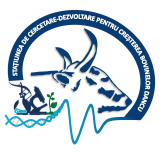 STAȚIUNEA DE CERCETARE-DEZVOLTARE PENTRU CREȘTEREA BOVINELOR DANCU